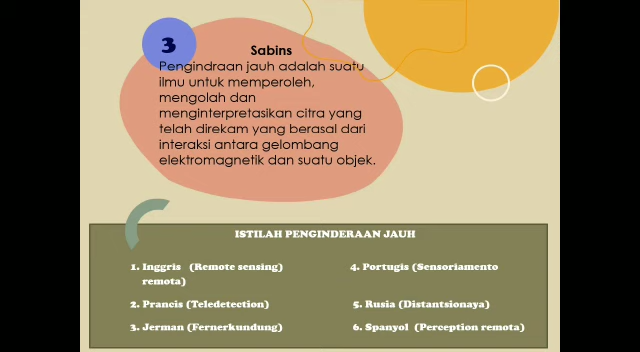 3
Sabins
Pengindraan jauh adalah suatu
ilmu untuk memperoleh,
mengolah dan
menginterpretasikan citra yang
telah direkam yang berasal dari
interaksi antara gelombang
elektromagnetik dan suatu objek.
ISTILAH PENGINDERAAN JAUH
1. Inggris (Remote sensing)
2. Prancis (Teledetection)
3. Jerman (Fernerkundung)
4. Portugis (Sensoriamento
remota)
5. Rusia (Distantsionaya)
6. Spanyol (Perception remota)